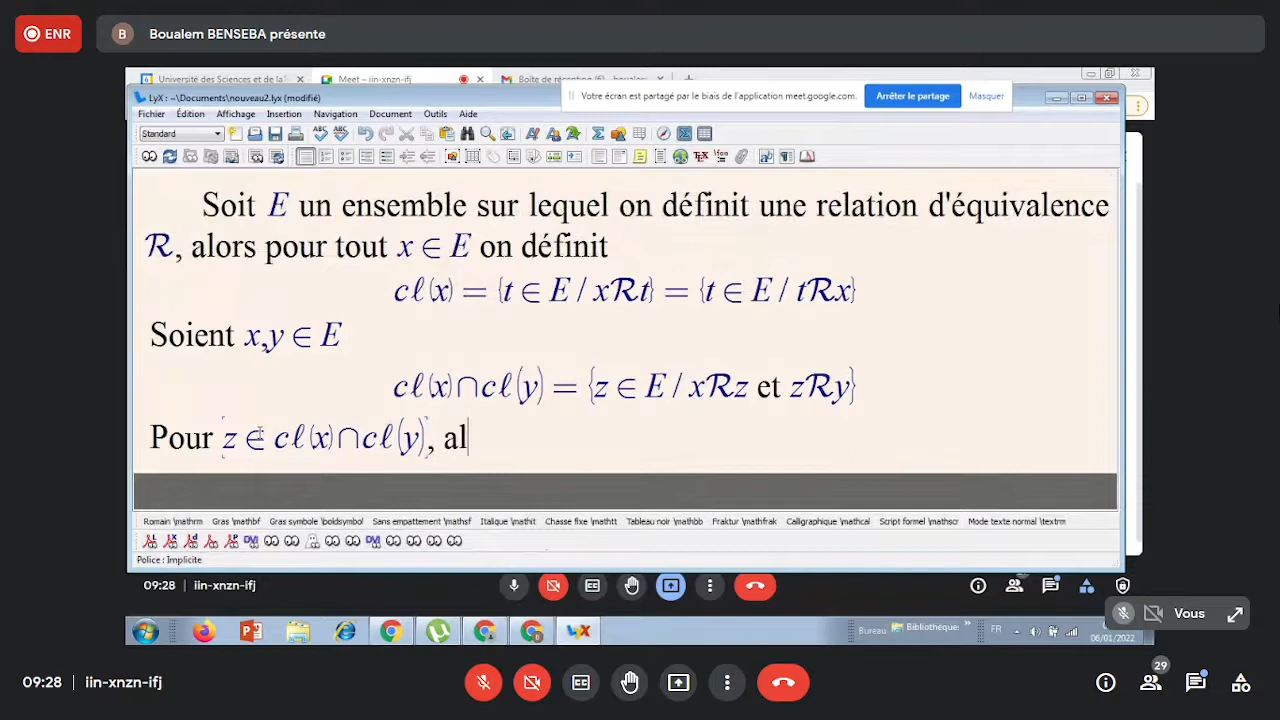 ENR
B Boualem BENSEBA présente
Université des Sciences et de la Meet – iin-xnzn-ifj Boîte de réception (6)
LyX : ~\Documents\nouveau2.lyx (modifié)
Votre écran est partagé par le biais de l'application meet.google.com. Arrêter le partage Masquer
Fichier Édition Affichage Insertion Navigation Document Outils Aide
Standard
Soit E un ensemble sur lequel on définit une relation d'équivalence
ℛ, alors pour tout x ∈ E on définit
cℓ(x) = {t ∈ E / xℛt} = {t ∈ E / tℛx}
Soient x,y ∈ E
cℓ(x)∩cℓ(y) = {z ∈ E / xℛz et zℛy}
Pour z ∈ cℓ(x)∩cℓ(y), al
Romain \mathrm Gras \mathbf Gras symbole \boldsymbol Sans empattement \mathsf Italique \mathit Chasse fixe \mathtt Tableau noir \mathbb Fraktur \mathfrak Calligraphique \mathcal Script formel \mathscr Mode texte normal \textrm
Police : Implicite
09:28 | iin-xnzn-ifj
Vous
Bureau Bibliothèque: » FR
06/01/2022
09:28 | iin-xnzn-ifj
29